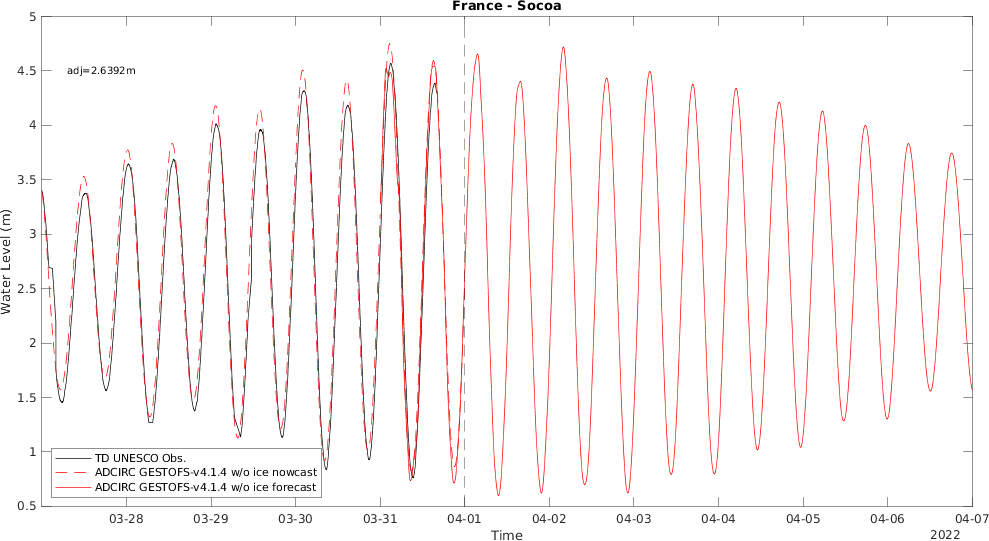 France - Socoa
adj=2.6392m
Water Level (m)
5
4.5
4
3.5
3
2.5
2
1.5
1
0.5
TD UNESCO Obs.
ADCIRC GESTOFS-v4.1.4 w/o ice nowcast
ADCIRC GESTOFS-v4.1.4 w/o ice forecast
03-28 03-29 03-30 03-31 04-01 04-02 04-03 04-04 04-05 04-06 04-07
Time
2022